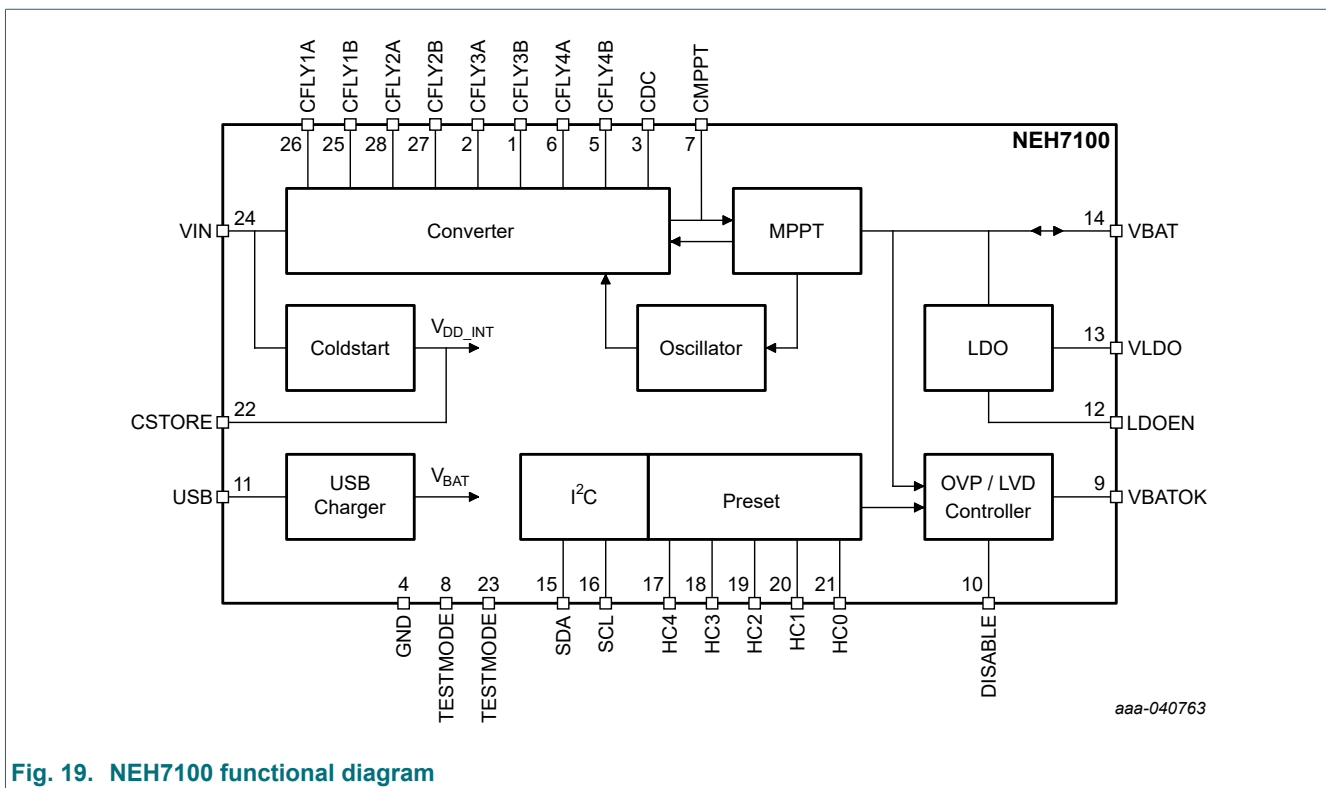 CFLY1A CFLY1B CFLY2A CFLY2B CFLY3A CFLY3B CFLY4A CFLY4B CDC CMPPT
26 25 28 27 2 1 6 5 3 7
NEH7100
VIN 24
Converter
MPPT
14 VBAT
Coldstart
VDD_INT
Oscillator
LDO
13 VLDO
CSTORE 22
12 LDOEN
USB 11
USB
Charger
VBAT
I2C
Preset
OVP / LVD
Controller
9 VBATOK
4 8 23 15 16 17 18 19 20 21 10
GND TESTMODE TESTMODE SDA SCL HC4 HC3 HC2 HC1 HC0 DISABLE
aaa-040763
Fig. 19. NEH7100 functional diagram